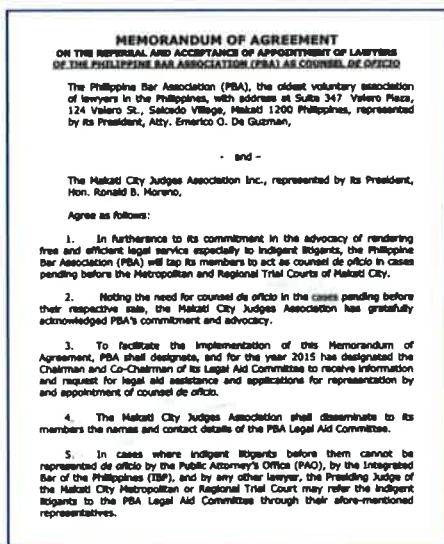 MEMORANDUM OF AGREEMENT
ON THE REFERRAL AND ACCEPTANCE OF APPOINTMENT OF LAWYERS
OF THE PHILIPPINE BAR ASSOCIATION (PBA) AS COUNSEL DE OFICIO
The Philippine Bar Association (PBA), the oldest voluntary association
of lawyers in the Philippines, with address at Suite 347 Valero Plaza,
124 Valero St., Salcedo Village, Makati 1200 Philippines, represented
by its President, Atty. Emerico O. De Guzman,
- and -
The Makati City Judges Association Inc., represented by its President,
Hon. Ronald B. Moreno,
Agree as follows:
1. In furtherance to its commitment in the advocacy of rendering
free and efficient legal service especially to indigent litigants, the Philippine
Bar Association (PBA) will tap its members to act as counsel de oficio in cases
pending before the Metropolitan and Regional Trial Courts of Makati City.
2. Noting the need for counsel de oficio in the cases pending before
their respective sala, the Makati City Judges Association has gratefully
acknowledged PBA's commitment and advocacy.
3. To facilitate the implementation of this Memorandum of
Agreement, PBA shall designate, and for the year 2015 has designated the
Chairman and Co-Chairman of its Legal Aid Committee to receive information
and request for legal aid assistance and applications for representation by
and appointment of counsel de oficio.
4. The Makati City Judges Association shall disseminate to its
members the names and contact details of the PBA Legal Aid Committee.
5. In cases where indigent litigants before them cannot be
represented de oficio by the Public Attorney's Office (PAO), by the Integrated
Bar of the Philippines (IBP), and by any other lawyer, the Presiding Judge of
the Makati City Metropolitan or Regional Trial Court may refer the indigent
litigants to the PBA Legal Aid Committee through their afore-mentioned
representatives.